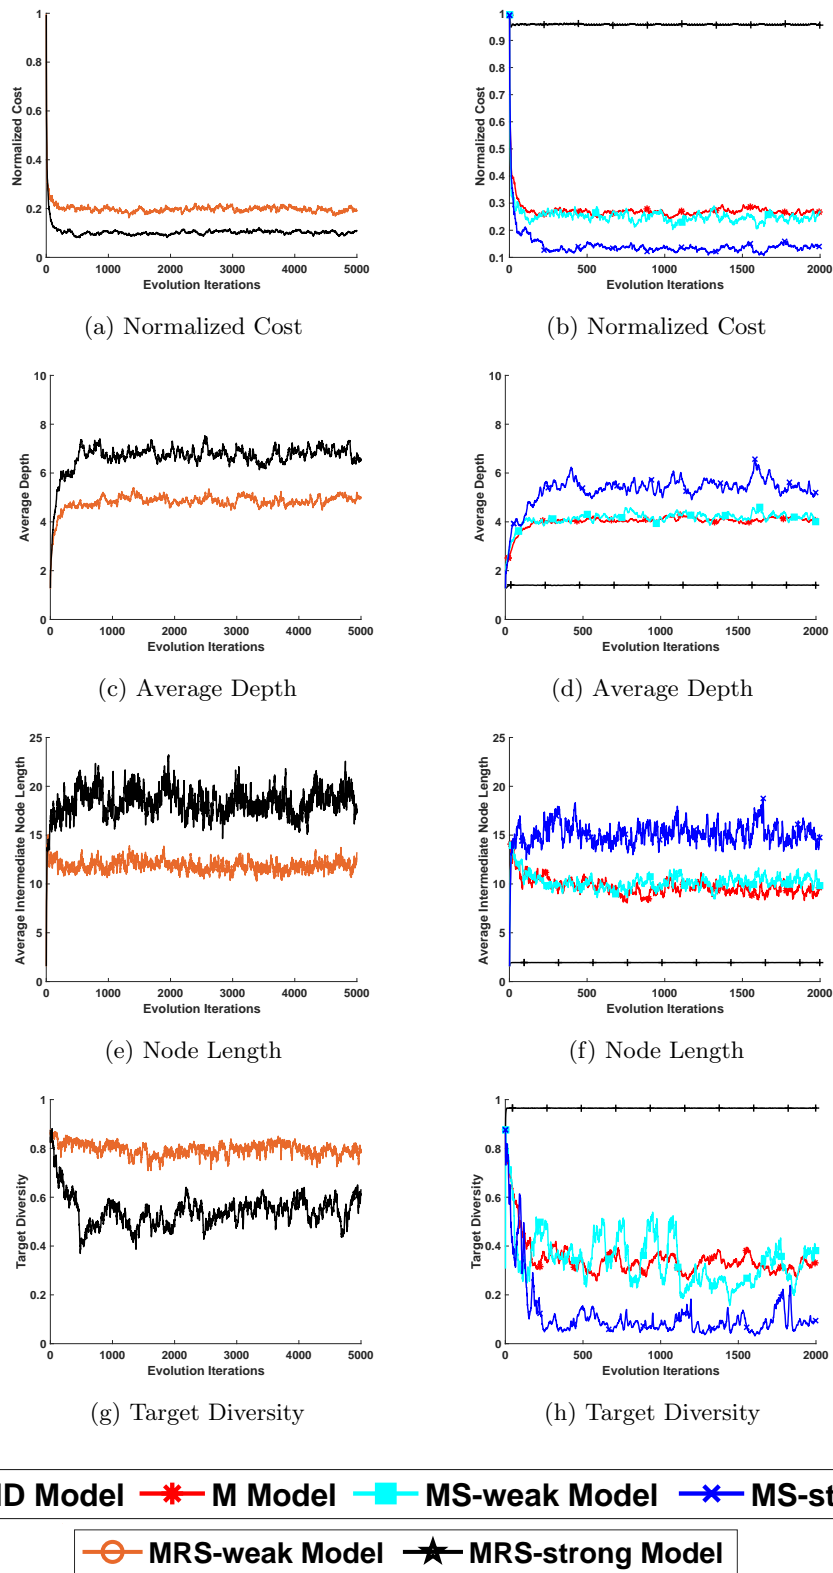 1
0.8
0.6
0.4
0.2
0
Normalized Cost
0 1000 2000 3000 4000 5000
Evolution Iterations
(a) Normalized Cost
1
0.9
0.8
0.7
0.6
0.5
0.4
0.3
0.2
0.1
Normalized Cost
0 500 1000 1500 2000
Evolution Iterations
(b) Normalized Cost
10
8
6
4
2
0
Average Depth
0 1000 2000 3000 4000 5000
Evolution Iterations
(c) Average Depth
10
8
6
4
2
0
Average Depth
0 500 1000 1500 2000
Evolution Iterations
(d) Average Depth
25
20
15
10
5
0
Average Intermediate Node Length
0 1000 2000 3000 4000 5000
Evolution Iterations
(e) Node Length
25
20
15
10
5
0
Average Intermediate Node Length
0 500 1000 1500 2000
Evolution Iterations
(f) Node Length
1
0.8
0.6
0.4
0.2
0
Target Diversity
0 1000 2000 3000 4000 5000
Evolution Iterations
(g) Target Diversity
1
0.8
0.6
0.4
0.2
0
Target Diversity
0 500 1000 1500 2000
Evolution Iterations
(h) Target Diversity
D Model M Model MS-weak Model MS-st
MRS-weak Model MRS-strong Model